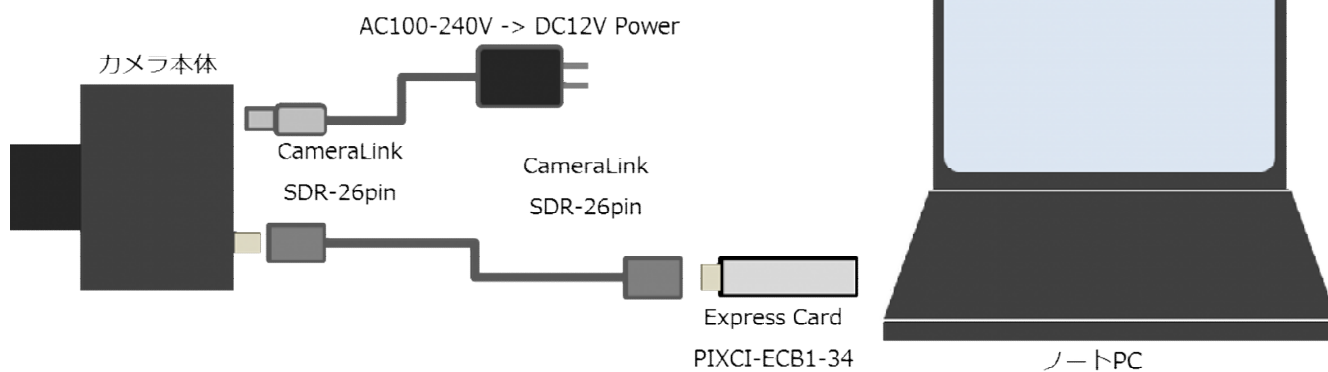 AC100-240V -> DC12V Power
カメラ本体
CameraLink
SDR-26pin
CameraLink
SDR-26pin
Express Card
PIXCI-ECB1-34
ノートPC